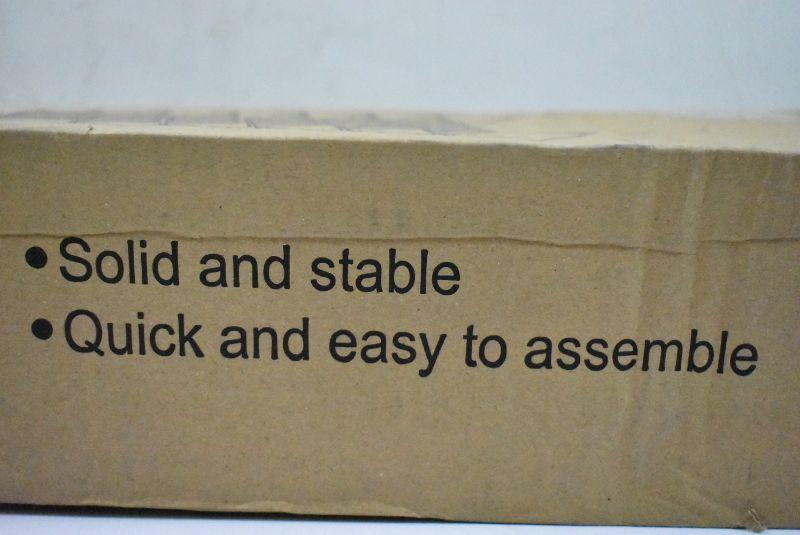 • Solid and stable
• Quick and easy to assemble